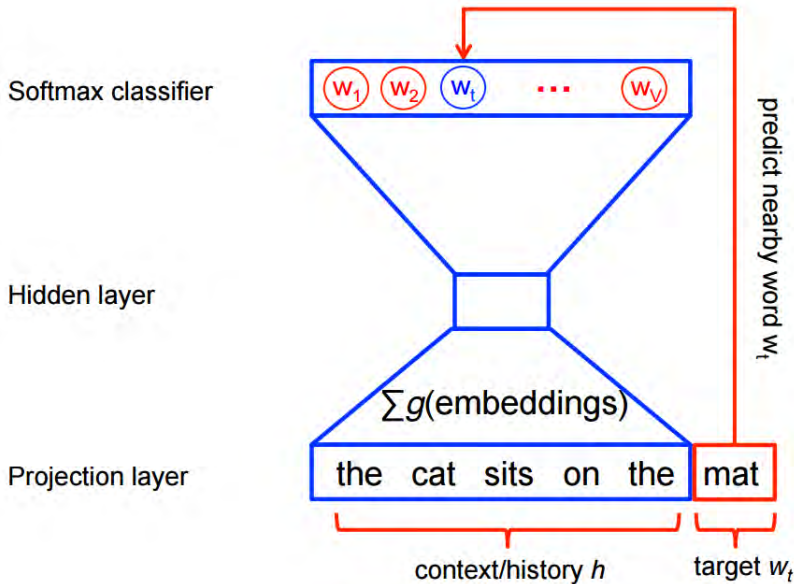 Softmax classifier
w1 w2 wt ... wV
predict nearby word wt
Hidden layer
∑g(embeddings)
Projection layer
the cat sits on the mat
context/history h
target wt